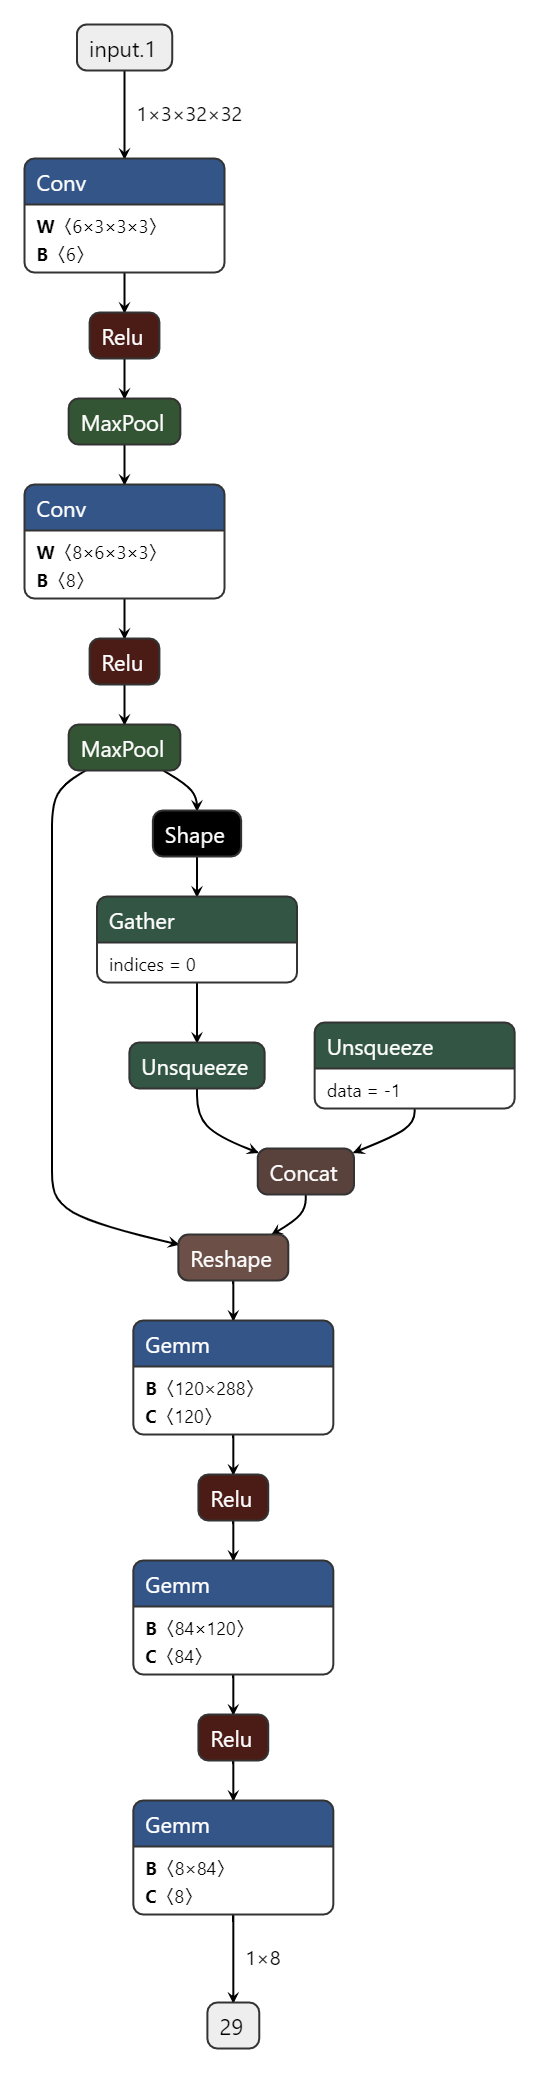 input.1
1×3×32×32
Conv
W 〈6×3×3×3〉
B 〈6〉
Relu
MaxPool
Conv
W 〈8×6×3×3〉
B 〈8〉
Relu
MaxPool
Shape
Gather
indices = 0
Unsqueeze
Unsqueeze
data = -1
Concat
Reshape
Gemm
B 〈120×288〉
C 〈120〉
Relu
Gemm
B 〈84×120〉
C 〈84〉
Relu
Gemm
B 〈8×84〉
C 〈8〉
1×8
29